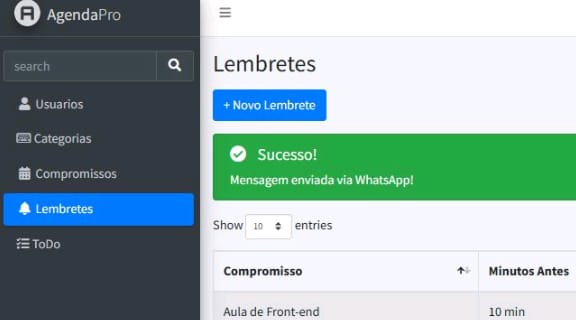 AgendaPro
search
Usuarios
Categorias
Compromissos
Lembretes
ToDo
Lembretes
+ Novo Lembrete
Sucesso!
Mensagem enviada via WhatsApp!
Show 10 entries
Compromisso Minutos Antes
Aula de Front-end 10 min